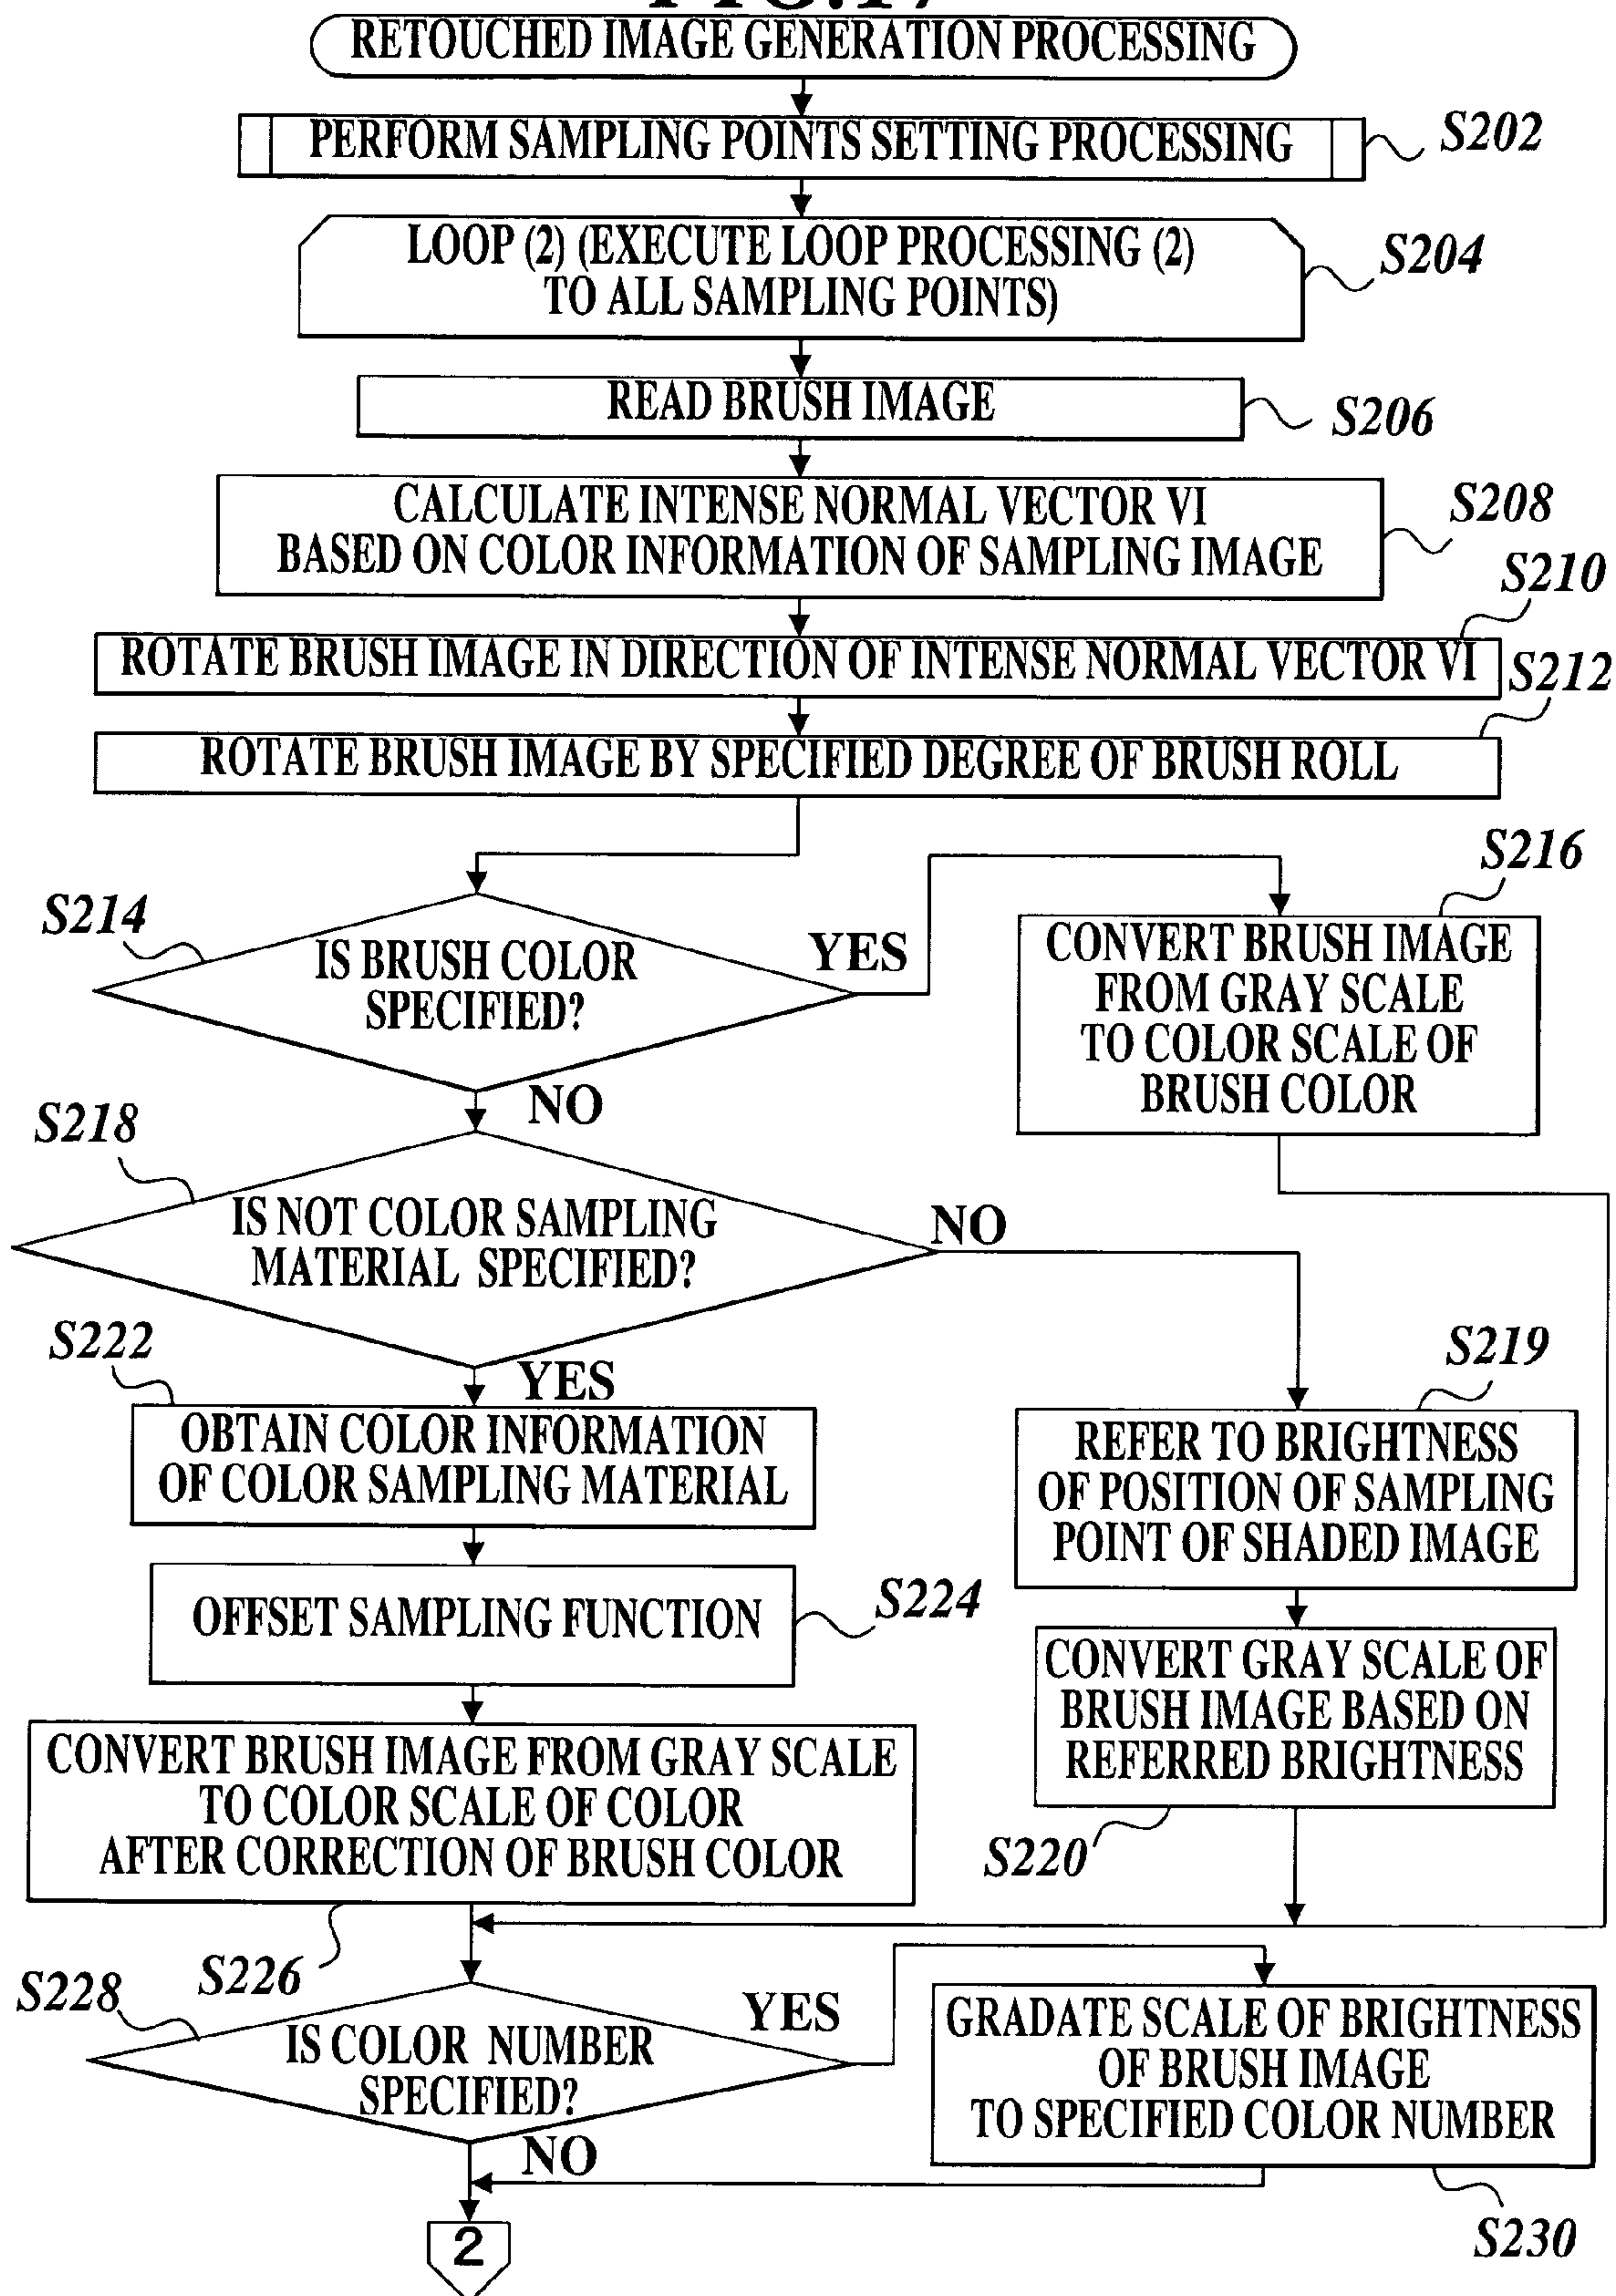 FIG.17
RETOUCHED IMAGE GENERATION PROCESSING
PERFORM SAMPLING POINTS SETTING PROCESSING
S202
LOOP (2) (EXECUTE LOOP PROCESSING (2)
TO ALL SAMPLING POINTS)
S204
READ BRUSH IMAGE
S206
CALCULATE INTENSE NORMAL VECTOR VI
BASED ON COLOR INFORMATION OF SAMPLING IMAGE
S208
S210
ROTATE BRUSH IMAGE IN DIRECTION OF INTENSE NORMAL VECTOR VI
S212
ROTATE BRUSH IMAGE BY SPECIFIED DEGREE OF BRUSH ROLL
S214
IS BRUSH COLOR
SPECIFIED?
YES
NO
S216
CONVERT BRUSH IMAGE
FROM GRAY SCALE
TO COLOR SCALE OF
BRUSH COLOR
S218
IS NOT COLOR SAMPLING
MATERIAL SPECIFIED?
NO
YES
S222
OBTAIN COLOR INFORMATION
OF COLOR SAMPLING MATERIAL
S219
REFER TO BRIGHTNESS
OF POSITION OF SAMPLING
POINT OF SHADED IMAGE
OFFSET SAMPLING FUNCTION
S224
CONVERT GRAY SCALE OF
BRUSH IMAGE BASED ON
REFERRED BRIGHTNESS
S220
CONVERT BRUSH IMAGE FROM GRAY SCALE
TO COLOR SCALE OF COLOR
AFTER CORRECTION OF BRUSH COLOR
S226
S228
IS COLOR NUMBER
SPECIFIED?
YES
NO
GRADATE SCALE OF BRIGHTNESS
OF BRUSH IMAGE
TO SPECIFIED COLOR NUMBER
S230
2